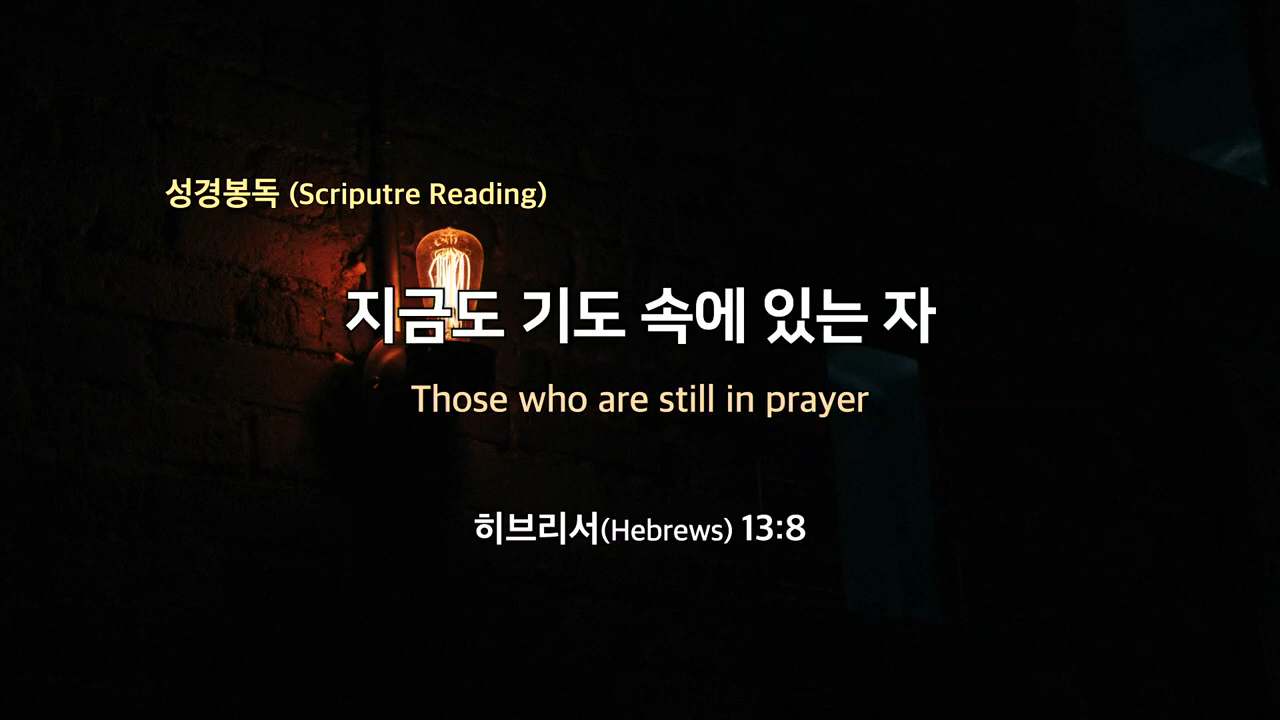 성경봉독 (Scriputre Reading)
지금도 기도 속에 있는 자
Those who are still in prayer
히브리서(Hebrews) 13:8